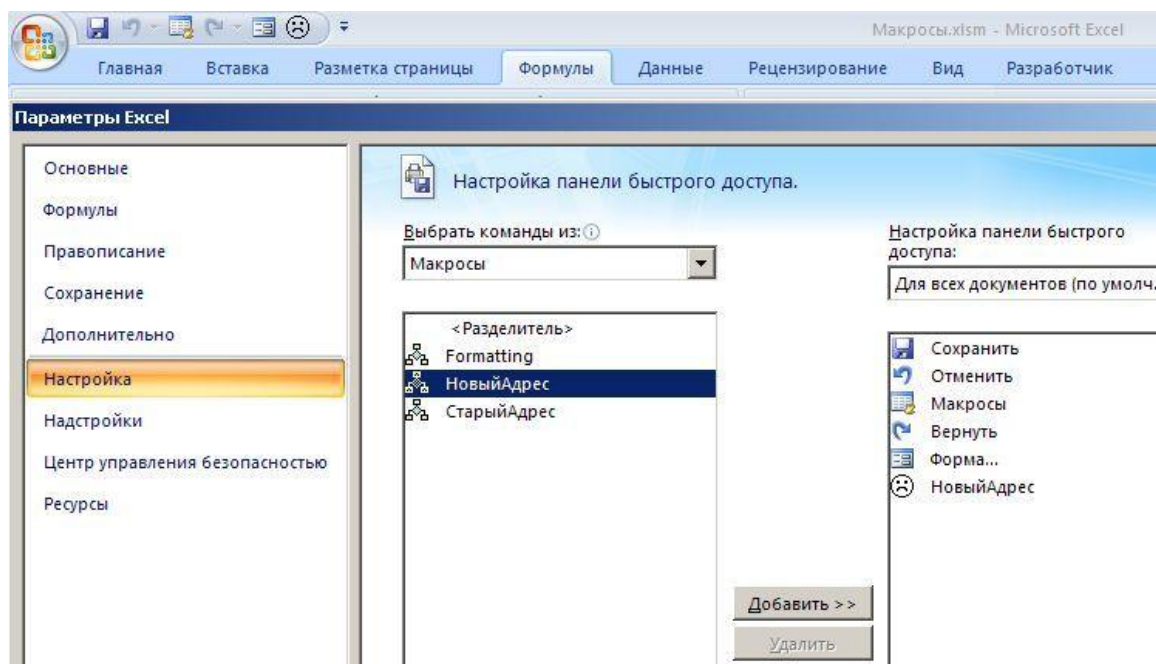 Макросы.xlsm - Microsoft Excel
Главная Вставка Разметка страницы Формулы Данные Рецензирование Вид Разработчик
Параметры Excel
Основные
Формулы
Правописание
Сохранение
Дополнительно
Настройка
Надстройки
Центр управления безопасностью
Ресурсы
Настройка панели быстрого доступа.
Выбрать команды из:
Макросы
<Разделитель>
Formatting
НовыйАдрес
СтарыйАдрес
Добавить >>
Удалить
Настройка панели быстрого
доступа:
Для всех документов (по умолч.
Сохранить
Отменить
Макросы
Вернуть
Форма...
НовыйАдрес